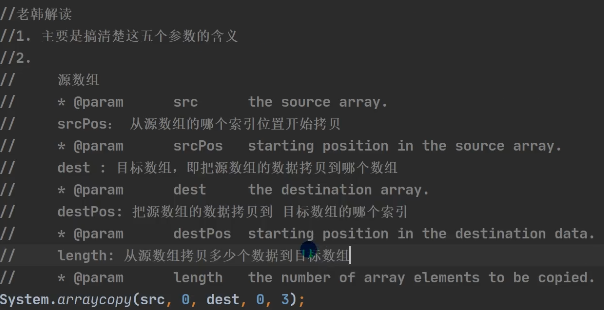 //老韩解读
//1. 主要是搞清楚这五个参数的含义
//2.
//     源数组
//     * @param      src     the source array.
//     srcPos： 从源数组的哪个索引位置开始拷贝
//     * @param      srcPos  starting position in the source array.
//     dest : 目标数组，即把源数组的数据拷贝到哪个数组
//     * @param      dest    the destination array.
//     destPos: 把源数组的数据拷贝到 目标数组的哪个索引
//     * @param      destPos starting position in the destination data.
//     length: 从源数组拷贝多少个数据到目标数组
//     * @param      length  the number of array elements to be copied.
System.arraycopy(src, 0, dest, 0, 3);